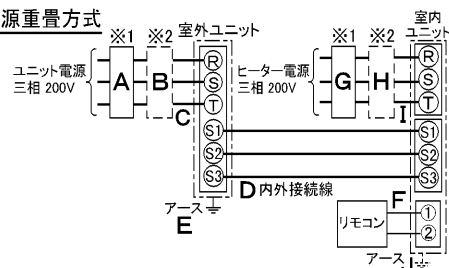 源重畳方式
※1 ※2 室外ユニット
ユニット電源
三相 200V
A B C
R
S
T
S1
S2
S3
アース
E
D 内外接続線
※1 ※2 室内
ユニット
ヒーター電源
三相 200V
G H I
R
S
T
S1
S2
S3
F
リモコン
1
2
アース